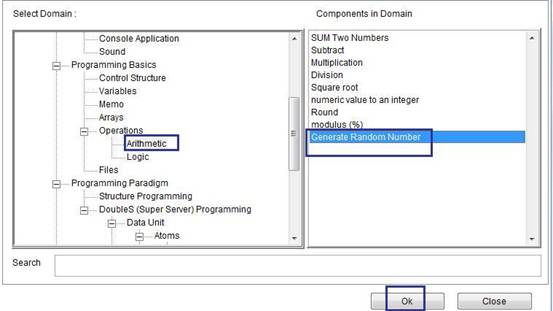 Select Domain :
Console Application
Sound
Programming Basics
Control Structure
Variables
Memo
Arrays
Operations
Arithmetic
Logic
Files
Programming Paradigm
Structure Programming
DoubleS (Super Server) Programming
Data Unit
Atoms
Components in Domain
SUM Two Numbers
Subtract
Multiplication
Division
Square root
numeric value to an integer
Round
modulus (%)
Generate Random Number
Search
Ok
Close